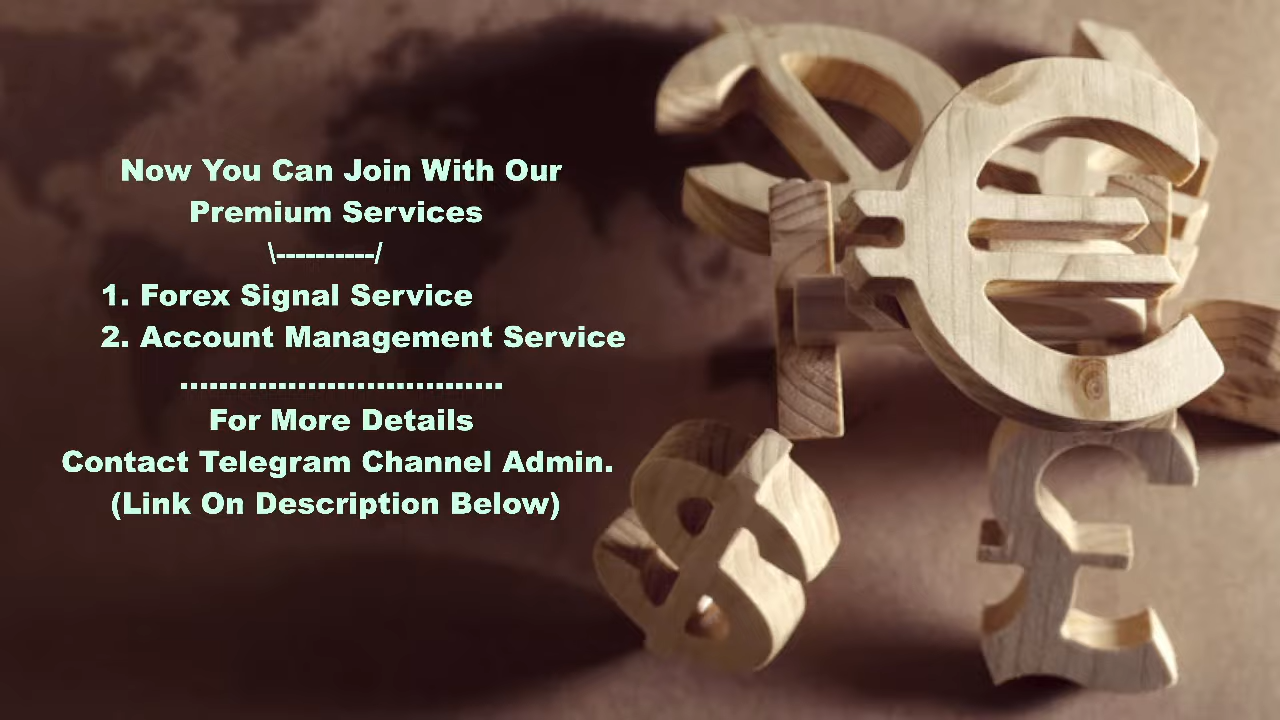 Now You Can Join With Our
Premium Services
\----------/
1. Forex Signal Service
2. Account Management Service
.................................
For More Details
Contact Telegram Channel Admin.
(Link On Description Below)